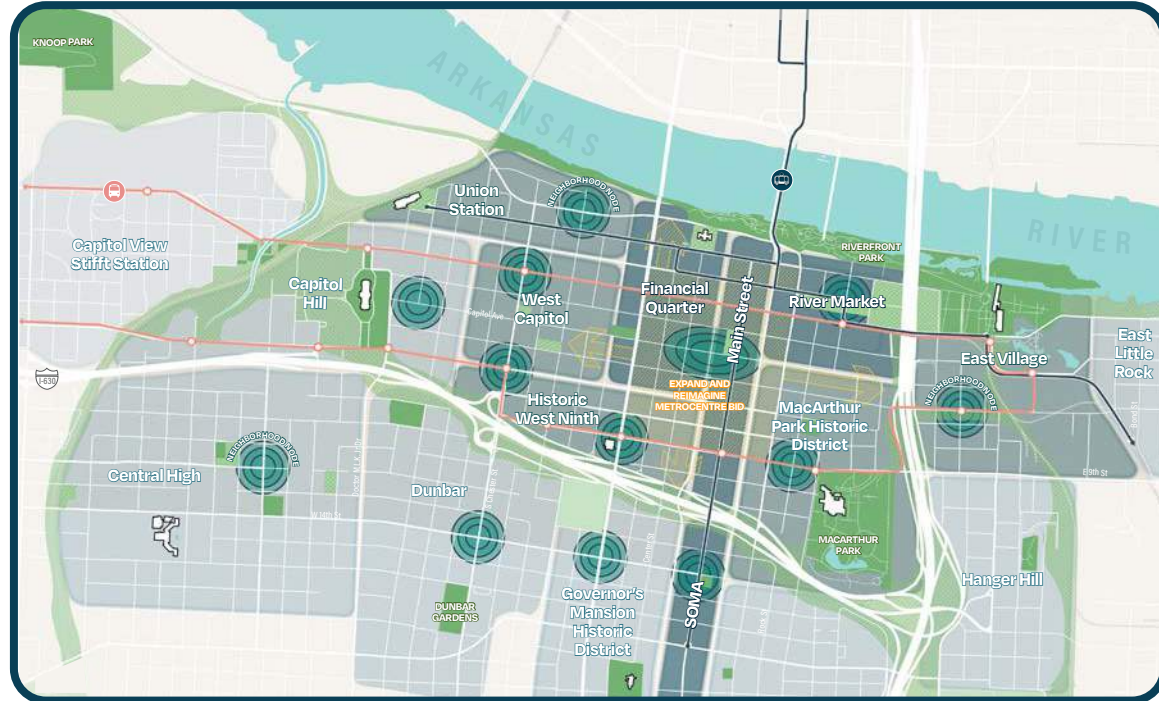 KNOOP PARK
ARKANSAS
RIVER
NEIGHBORHOOD NODE
Union
Station
RIVERFRONT
PARK
Capitol View
Stifft Station
Capitol
Hill
Financial
Quarter
Main Street
River Market
West
Capitol
Capitol Ave
East
Little
Rock
East Village
I-630
EXPAND AND
REIMAGINE
METROCENTRE BID
NEIGHBORHOOD NODE
Historic
West Ninth
MacArthur
Park Historic
District
NEIGHBORHOOD NODE
Central High
Dunbar
E 9th St
Bond St
W 14th St
MACARTHUR
PARK
Hanger Hill
Governor's
Mansion
Historic
District
SOMA
DUNBAR
GARDENS